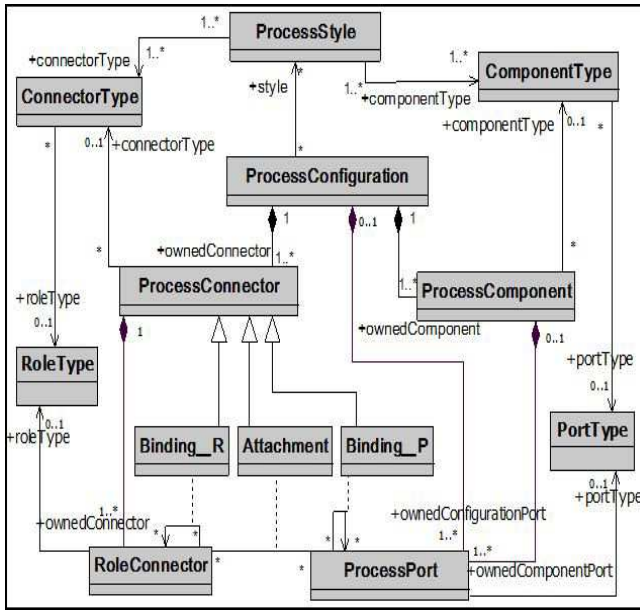 1..*
ProcessStyle
1..*
+connectorType
1..*
ComponentType
ConnectorType
+style
*
1..*
+componentType
*
*
0..1
+connectorType
+componentType
0..1
*
ProcessConfiguration
1
0..1
1
+ownedConnector
*
1..*
*
ProcessConnector
1..*
ProcessComponent
+roleType
1
+ownedComponent
0..1
0..1
+portType
RoleType
0..1
0..1
+roleType
Binding__R
Attachment
Binding__P
PortType
0..1
+portType
1..*
+ownedConnector
+ownedConfigurationPort
*
*
*
*
1..*
1..*
RoleConnector
*
*
ProcessPort
+ownedComponentPort